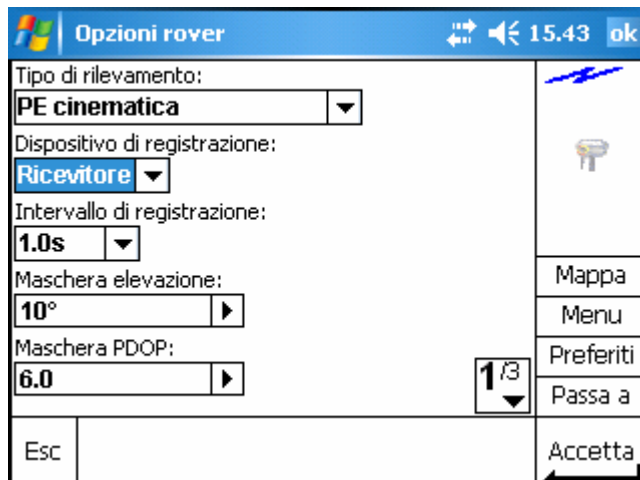 Opzioni rover
15.43 ok
Tipo di rilevamento:
PE cinematica
Dispositivo di registrazione:
Ricevitore
Intervallo di registrazione:
1.0s
Maschera elevazione:
10°
Maschera PDOP:
6.0
1/3
Mappa
Menu
Preferiti
Passa a
Esc
Accetta